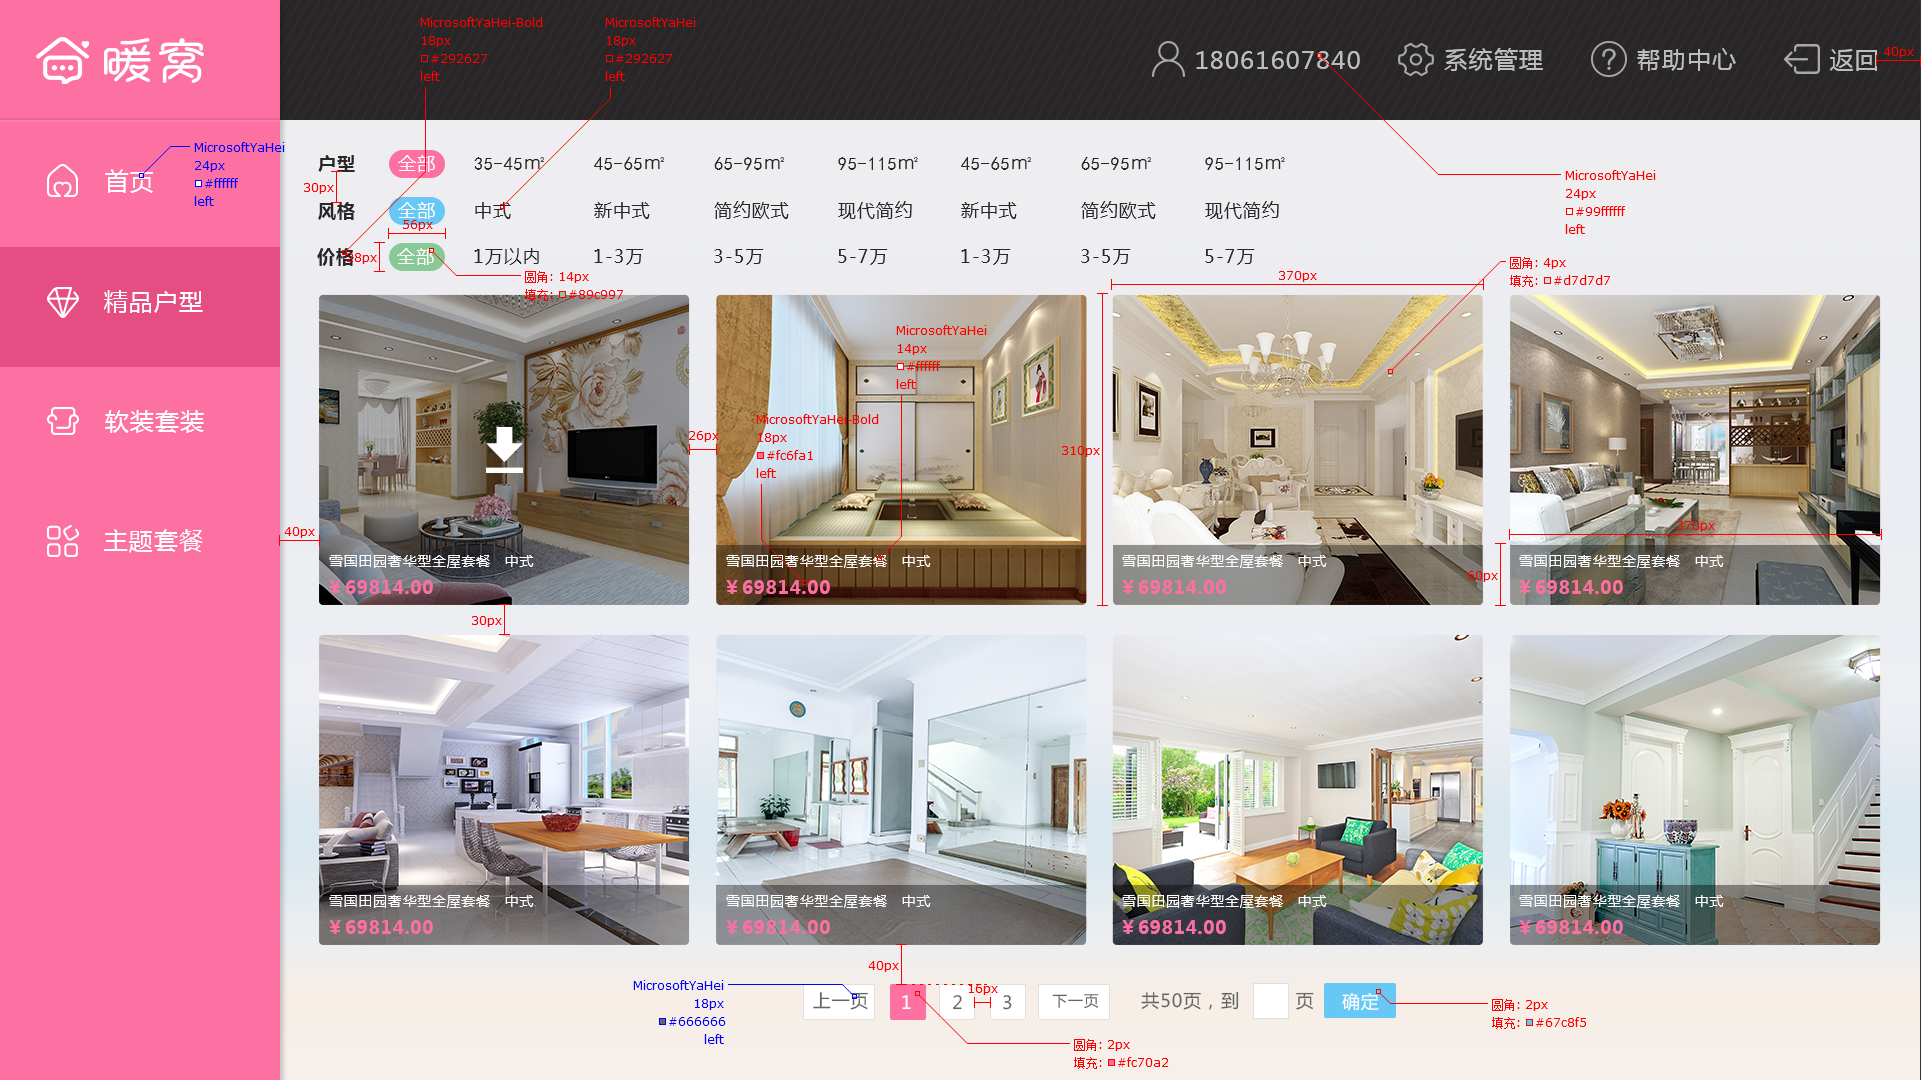 暖窝
18061607840
系统管理
帮助中心
返回
40px
MicrosoftYaHei-Bold
18px
#292627
left
MicrosoftYaHei
18px
#292627
left
首页
精品户型
软装套装
主题套餐
MicrosoftYaHei
24px
#ffffff
left
户型 全部 35-45㎡ 45-65㎡ 65-95㎡ 95-115㎡ 45-65㎡ 65-95㎡ 95-115㎡
30px
风格 全部 中式 新中式 简约欧式 现代简约 新中式 简约欧式 现代简约
56px
价格 全部 1万以内 1-3万 3-5万 5-7万 1-3万 3-5万 5-7万
圆角: 14px
填充: #89c997
MicrosoftYaHei
24px
#99ffffff
left
圆角: 4px
填充: #d7d7d7
370px
MicrosoftYaHei
14px
#ffffff
left
MicrosoftYaHei-Bold
18px
#fc6fa1
left
26px
310px
40px
60px
雪国田园奢华型全屋套餐 中式
￥69814.00
雪国田园奢华型全屋套餐 中式
￥69814.00
雪国田园奢华型全屋套餐 中式
￥69814.00
雪国田园奢华型全屋套餐 中式
￥69814.00
30px
雪国田园奢华型全屋套餐 中式
￥69814.00
雪国田园奢华型全屋套餐 中式
￥69814.00
雪国田园奢华型全屋套餐 中式
￥69814.00
雪国田园奢华型全屋套餐 中式
￥69814.00
40px
MicrosoftYaHei
18px
#666666
left
上一页 1 2 3 下一页 共50页，到 页 确定
16px
圆角: 2px
填充: #67c8f5
圆角: 2px
填充: #fc70a2